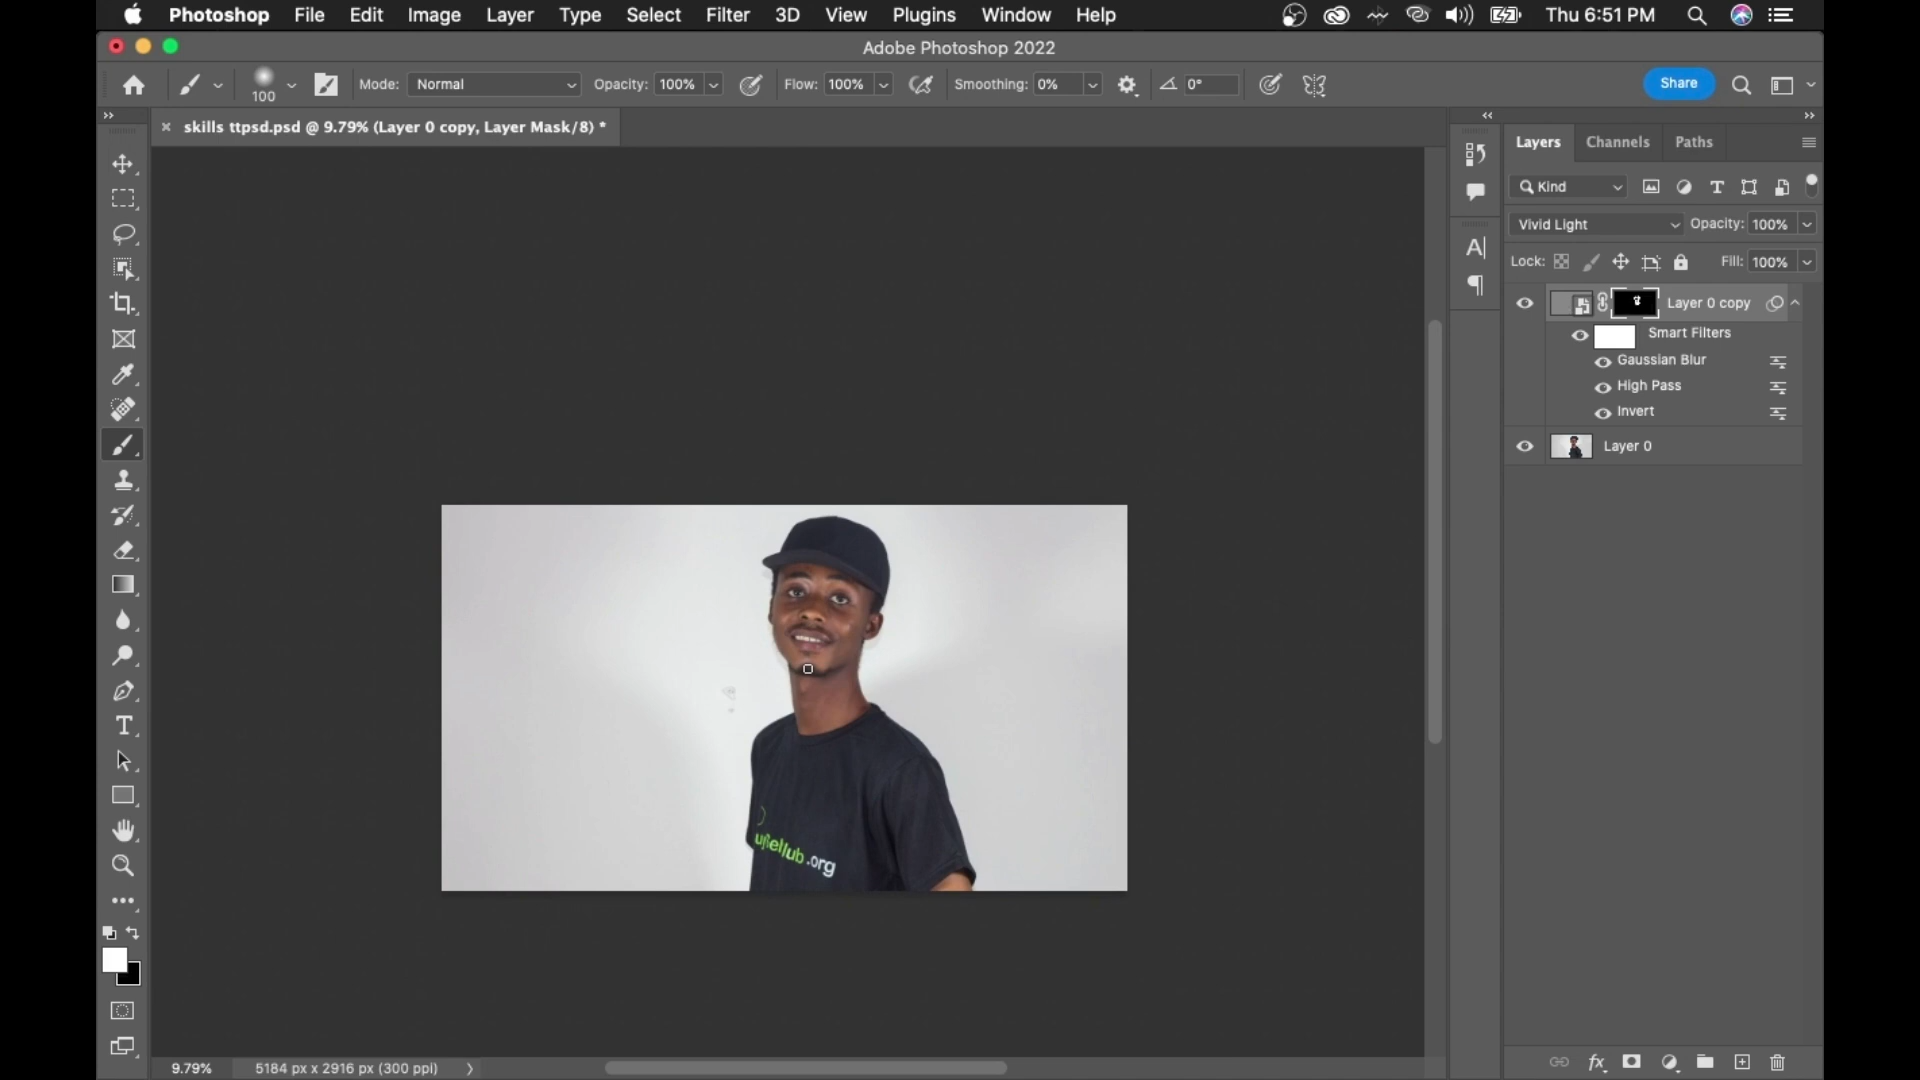 Photoshop File Edit Image Layer Type Select Filter 3D View Plugins Window Help Thu 6:51 PM
Adobe Photoshop 2022
100 Mode: Normal Opacity: 100% Flow: 100% Smoothing: 0% 0° Share
skills ttpsd.psd @ 9.79% (Layer 0 copy, Layer Mask/8) *
Layers Channels Paths
Kind
Vivid Light Opacity: 100%
Lock: Fill: 100%
Layer 0 copy
Smart Filters
Gaussian Blur
High Pass
Invert
Layer 0
.org
9.79% 5184 px x 2916 px (300 ppi)